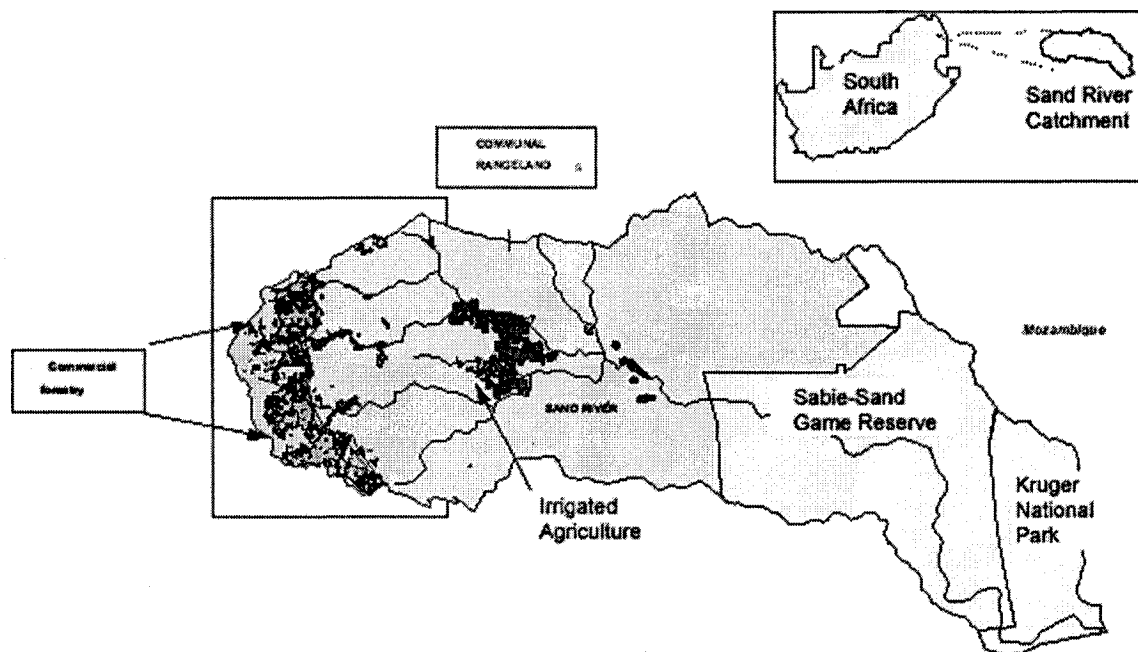 South
Africa
Sand River
Catchment
COMMUNAL
RANGELAND s
Mozambique
Commercial
forestry
Sabie-Sand
Game Reserve
SAND RIVER
Kruger
National
Park
Irrigated
Agriculture